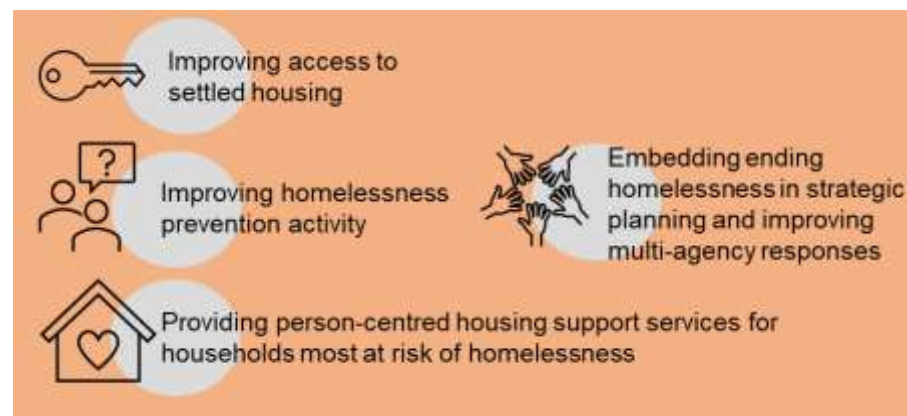 Improving access to
settled housing
?
Improving homelessness
prevention activity
Embedding ending
homelessness in strategic
planning and improving
multi-agency responses
Providing person-centred housing support services for
households most at risk of homelessness